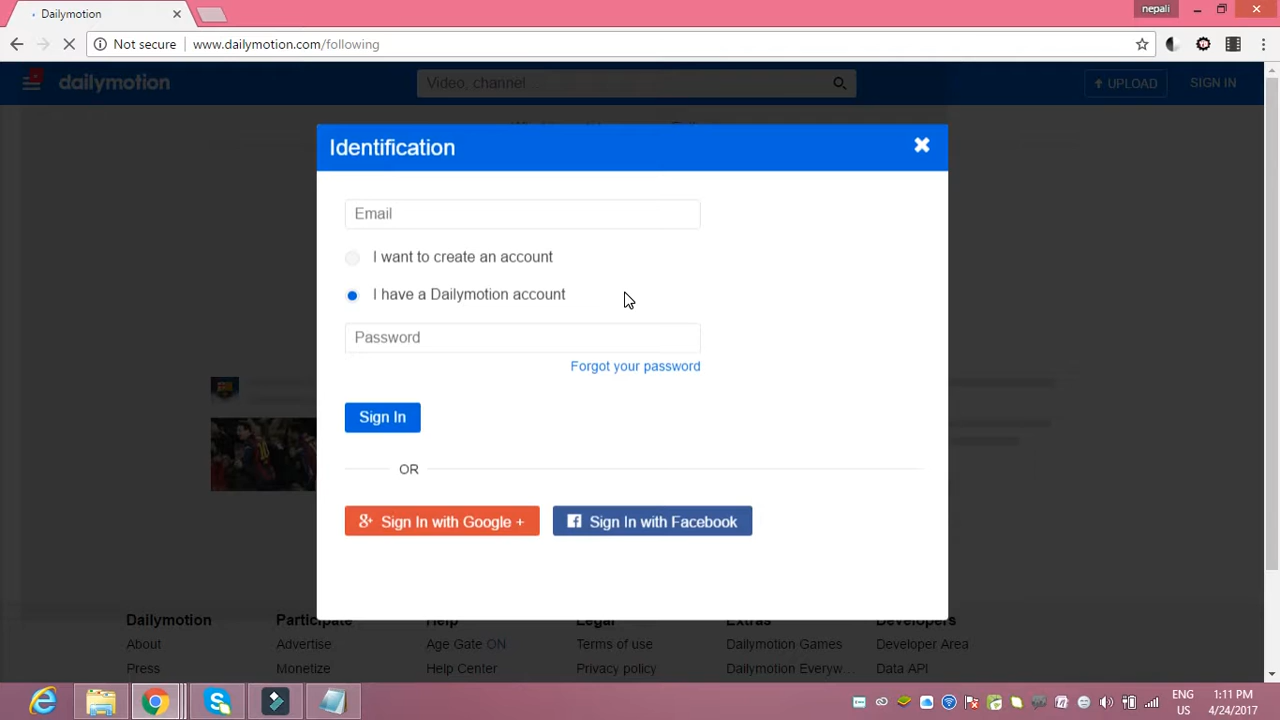 Dailymotion
nepali
Not secure
www.dailymotion.com/following
dailymotion
Video, channel
UPLOAD
SIGN IN
Identification
Email
I want to create an account
I have a Dailymotion account
Password
Forgot your password
Sign In
OR
Sign In with Google +
Sign In with Facebook
Dailymotion
Participate
Help
Legal
Extras
Developers
About
Advertise
Age Gate ON
Terms of use
Dailymotion Games
Developer Area
Press
Monetize
Help Center
Privacy policy
Dailymotion Everyw...
Data API
ENG
US
1:11 PM
4/24/2017